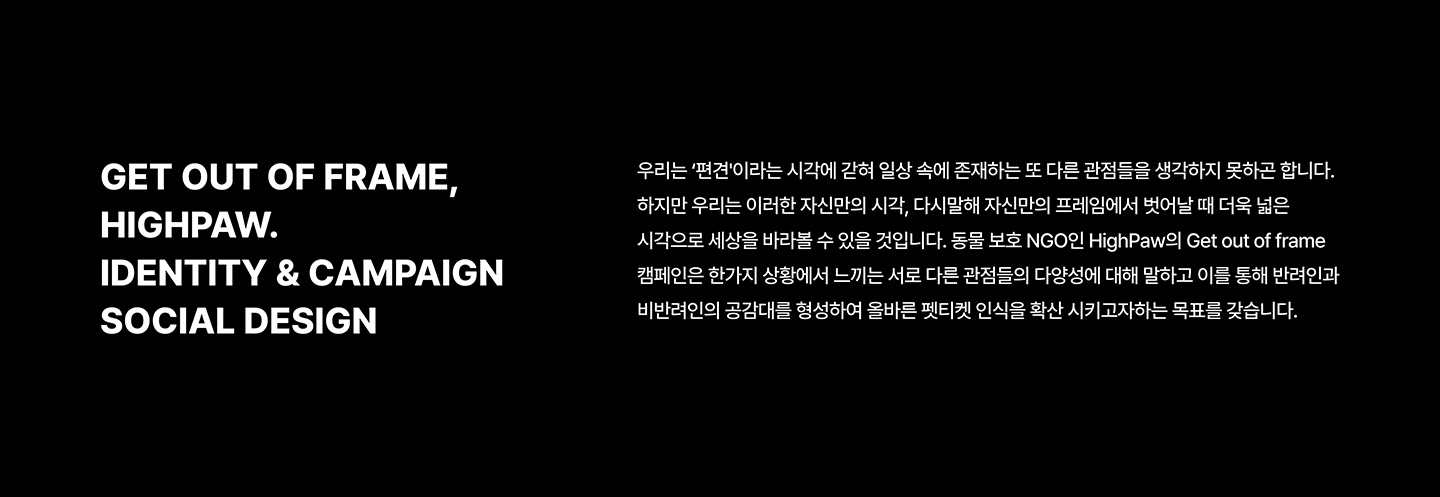 GET OUT OF FRAME,
HIGHPAW.
IDENTITY & CAMPAIGN
SOCIAL DESIGN
우리는 ‘편견'이라는 시각에 갇혀 일상 속에 존재하는 또 다른 관점들을 생각하지 못하곤 합니다.
하지만 우리는 이러한 자신만의 시각, 다시말해 자신만의 프레임에서 벗어날 때 더욱 넓은
시각으로 세상을 바라볼 수 있을 것입니다. 동물 보호 NGO인 HighPaw의 Get out of frame
캠페인은 한가지 상황에서 느끼는 서로 다른 관점들의 다양성에 대해 말하고 이를 통해 반려인과
비반려인의 공감대를 형성하여 올바른 펫티켓 인식을 확산 시키고자하는 목표를 갖습니다.